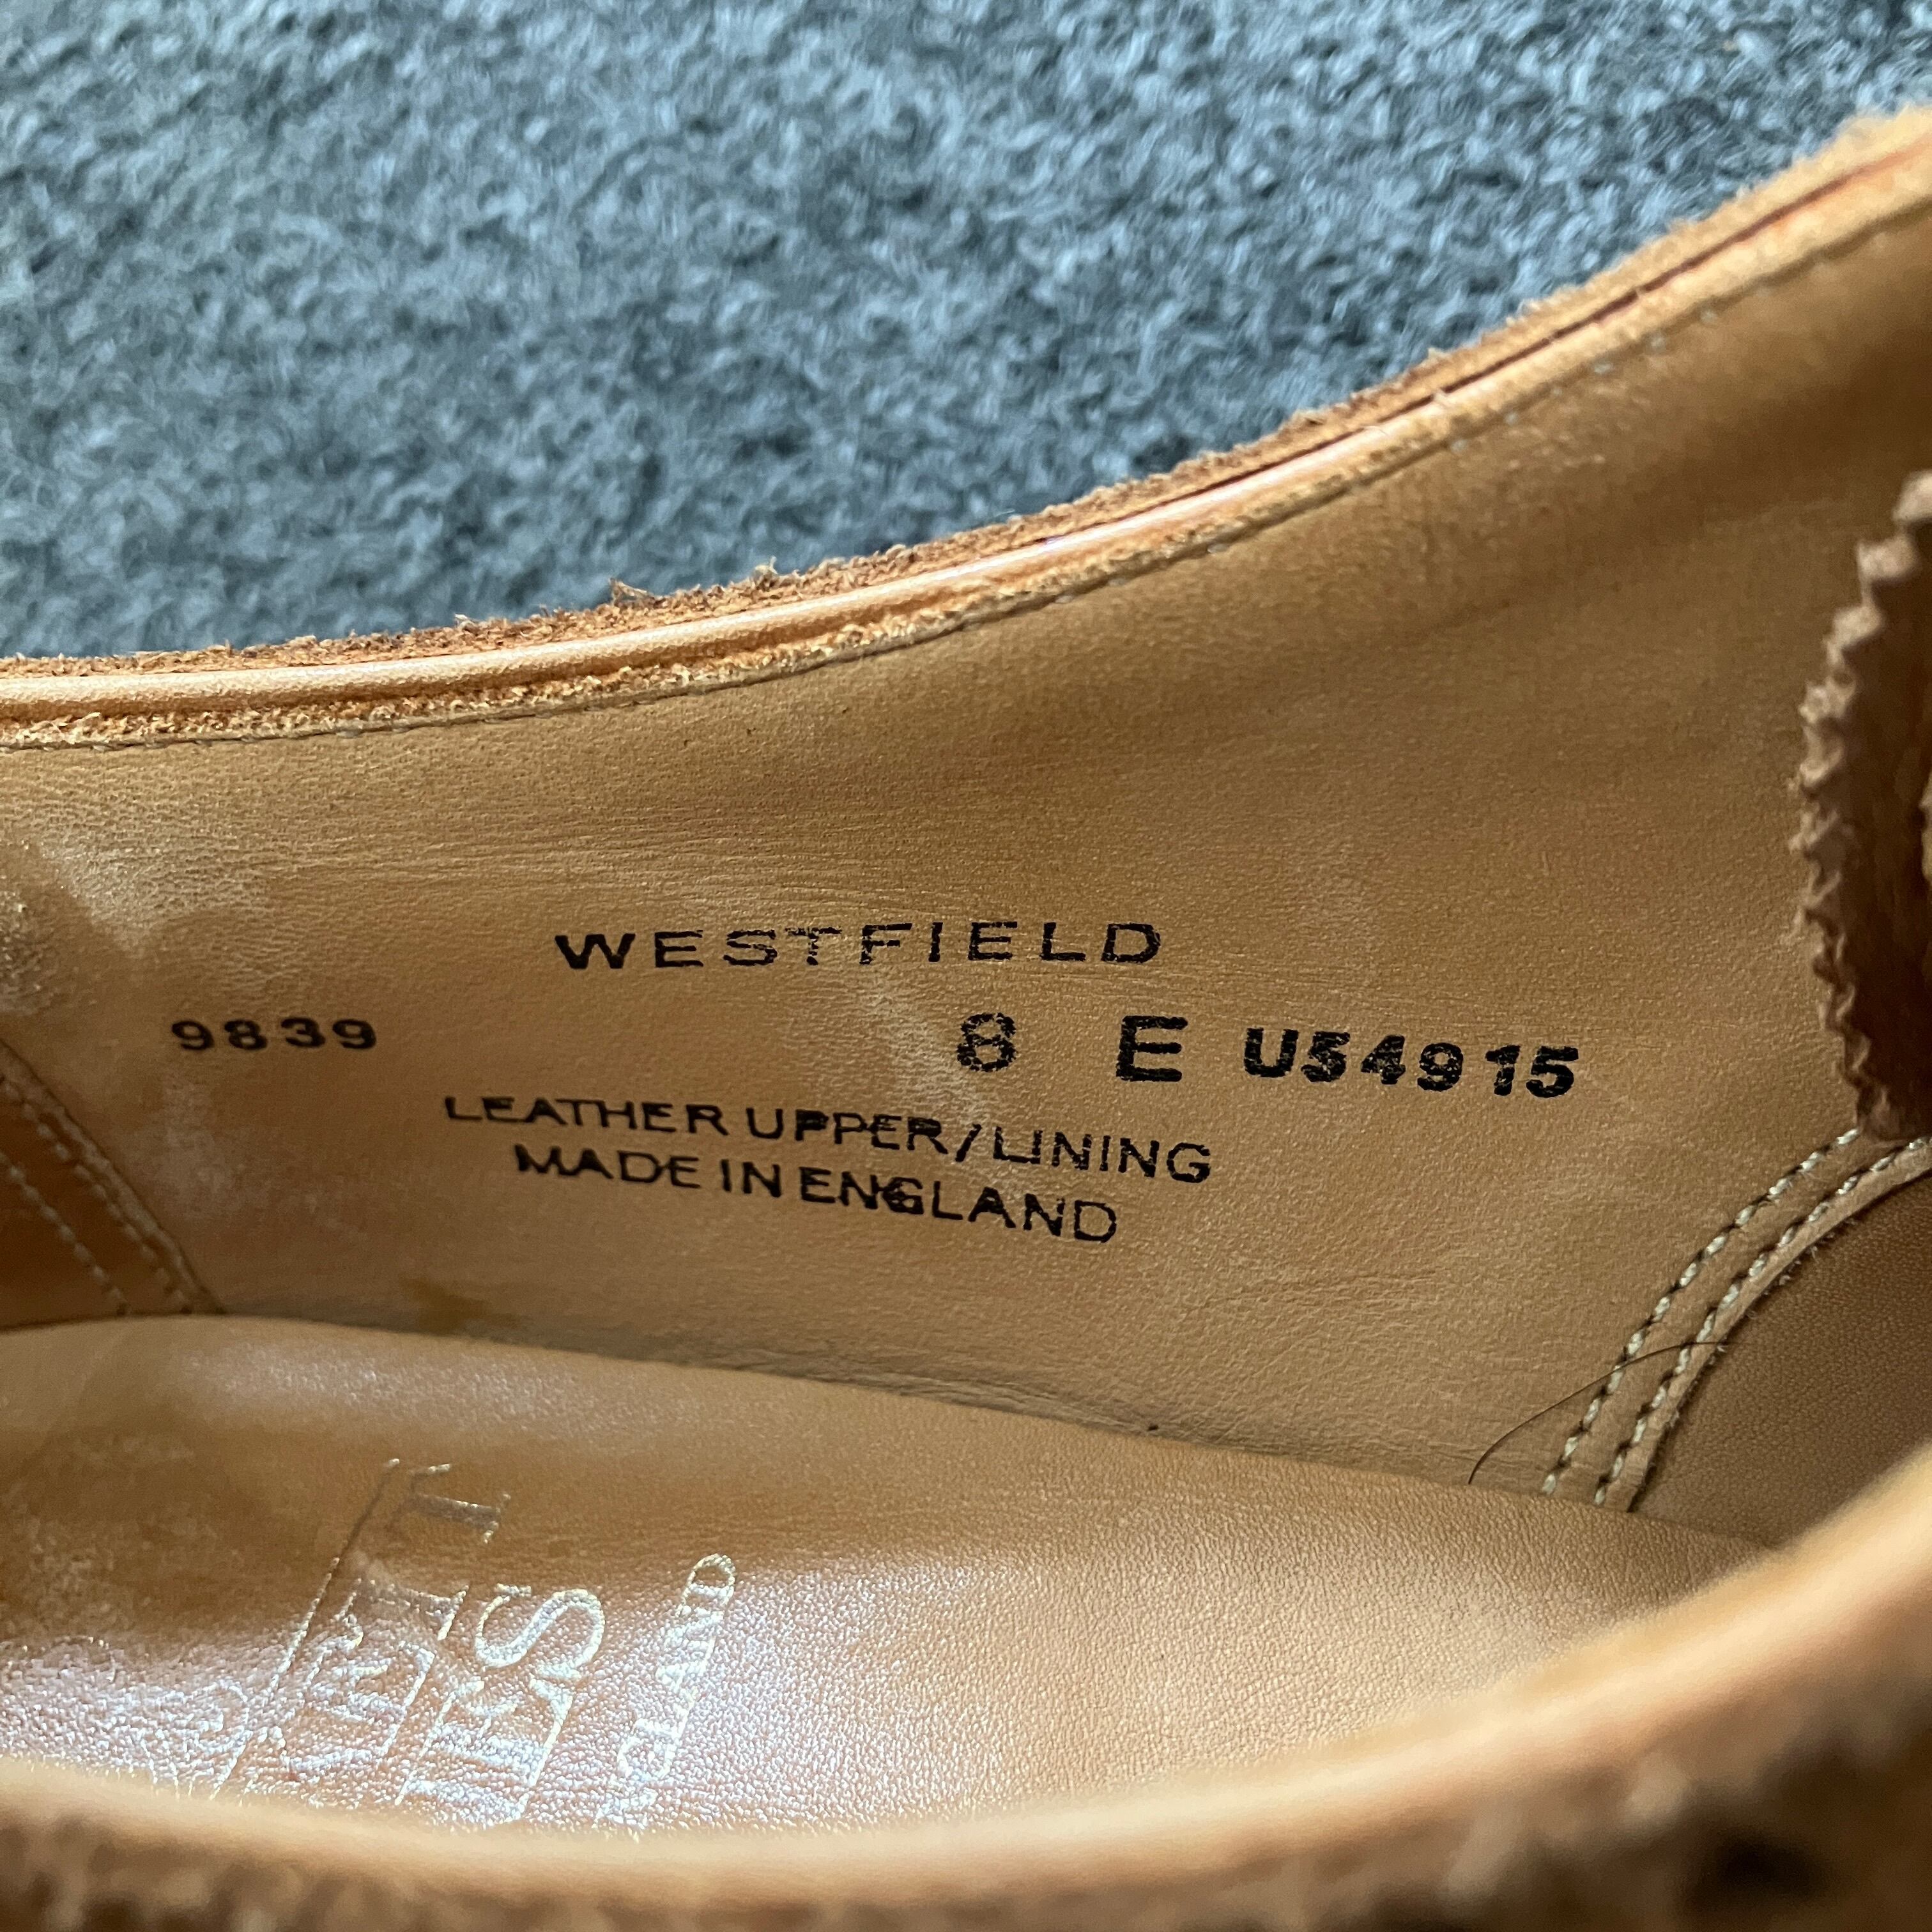 WESTFIELD
9839 8 E U54915
LEATHER UPPER/LINING
MADE IN ENGLAND